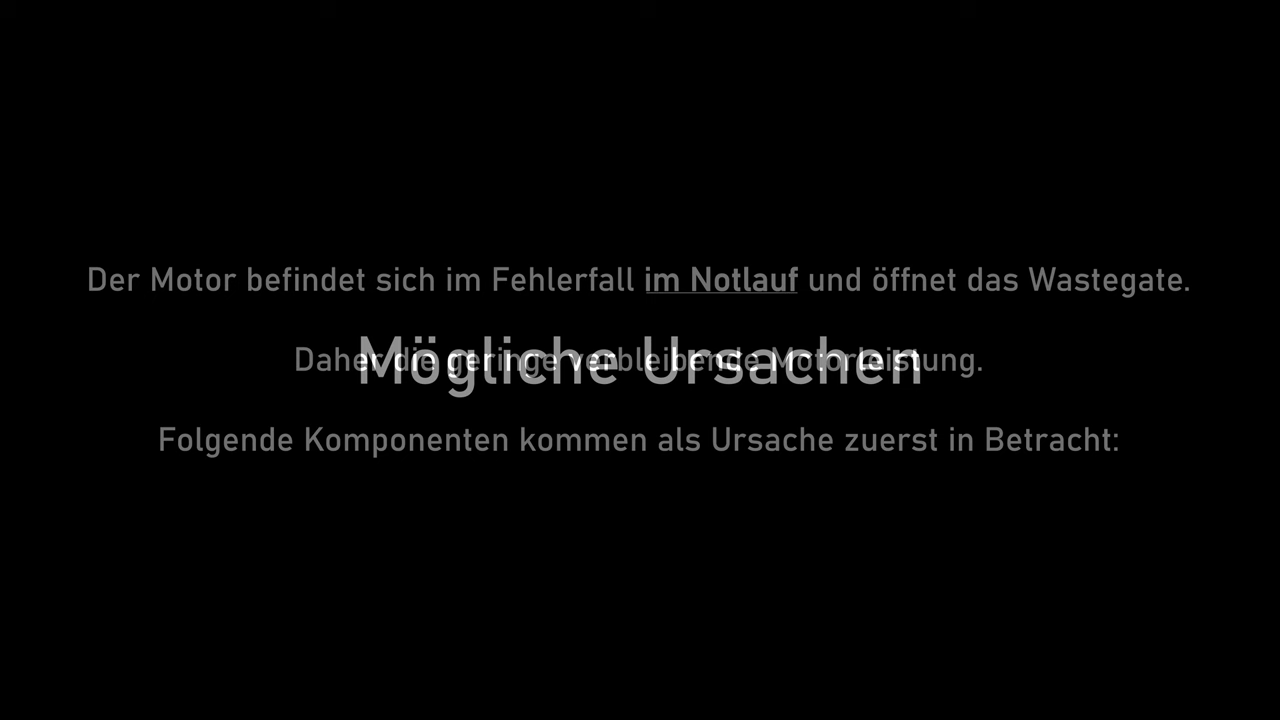 Der Motor befindet sich im Fehlerfall im Notlauf und öffnet das Wastegate.
Mögliche Ursachen
Daher die geringe verbleibende Motorleistung.
Folgende Komponenten kommen als Ursache zuerst in Betracht: